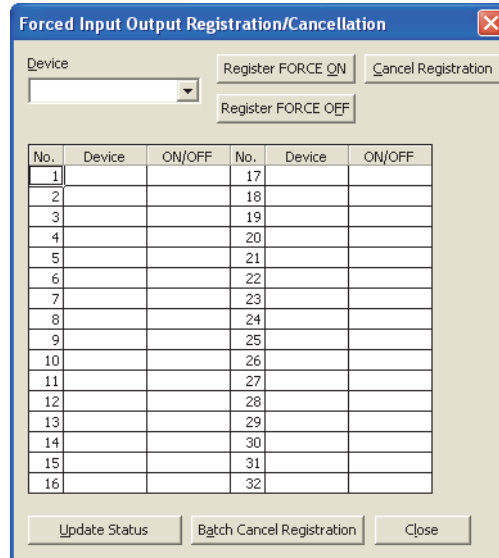 Forced Input Output Registration/Cancellation
Device
Register FORCE ON
Cancel Registration
Register FORCE OFF
No. Device ON/OFF No. Device ON/OFF
1 17
2 18
3 19
4 20
5 21
6 22
7 23
8 24
9 25
10 26
11 27
12 28
13 29
14 30
15 31
16 32
Update Status
Batch Cancel Registration
Close